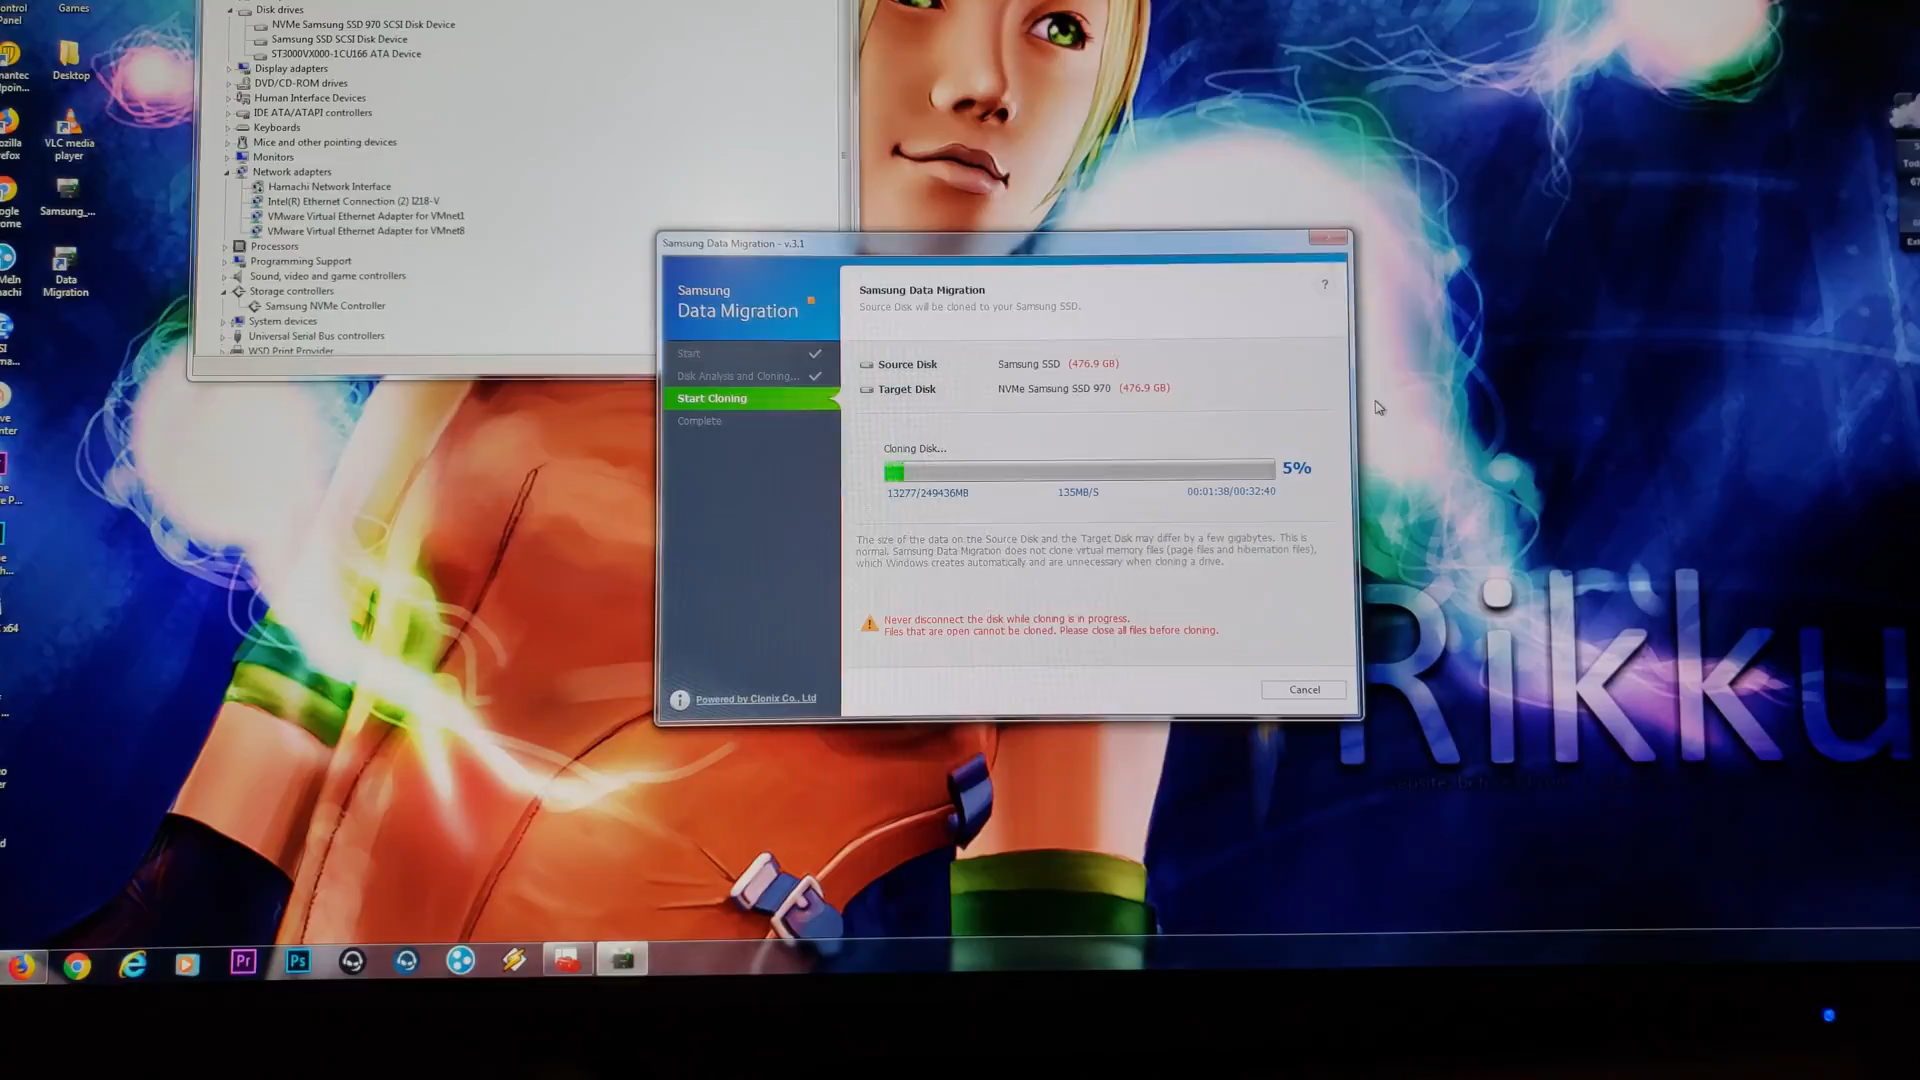 ontrol
Panel
Games
Desktop
VLC media
player
Samsung_...
Data
Migration
Disk drives
NVMe Samsung SSD 970 SCSI Disk Device
Samsung SSD SCSI Disk Device
ST3000VX000-1CU166 ATA Device
Display adapters
DVD/CD-ROM drives
Human Interface Devices
IDE ATA/ATAPI controllers
Keyboards
Mice and other pointing devices
Monitors
Network adapters
Hamachi Network Interface
Intel(R) Ethernet Connection (2) I218-V
VMware Virtual Ethernet Adapter for VMnet1
VMware Virtual Ethernet Adapter for VMnet8
Processors
Programming Support
Sound, video and game controllers
Storage controllers
Samsung NVMe Controller
System devices
Universal Serial Bus controllers
WSD Print Provider
Samsung Data Migration - v.3.1
Samsung
Data Migration
Start
Disk Analysis and Cloning...
Start Cloning
Complete
Powered by Clonix Co., Ltd
Samsung Data Migration
?
Source Disk will be cloned to your Samsung SSD.
Source Disk Samsung SSD (476.9 GB)
Target Disk NVMe Samsung SSD 970 (476.9 GB)
Cloning Disk...
5%
13277/249436MB 135MB/S 00:01:38/00:32:40
The size of the data on the Source Disk and the Target Disk may differ by a few gigabytes. This is
normal. Samsung Data Migration does not clone virtual memory files (page files and hibernation files),
which Windows creates automatically and are unnecessary when cloning a drive.
Never disconnect the disk while cloning is in progress.
Files that are open cannot be cloned. Please close all files before cloning.
Cancel
Rikku
Pr
Ps